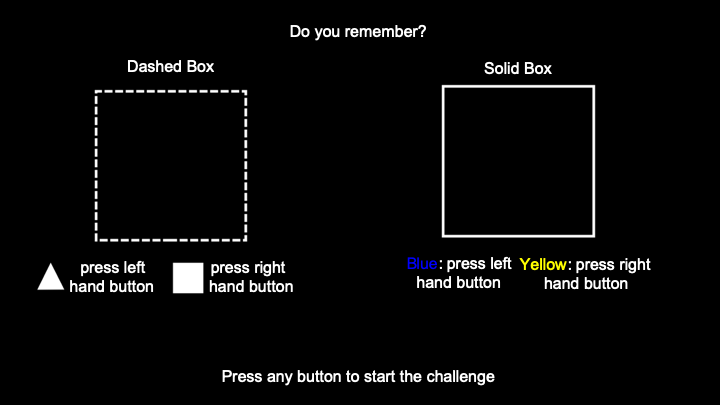 Do you remember?
Dashed Box
Solid Box
press left
hand button
press right
hand button
Blue: press left
hand button
Yellow: press right
hand button
Press any button to start the challenge